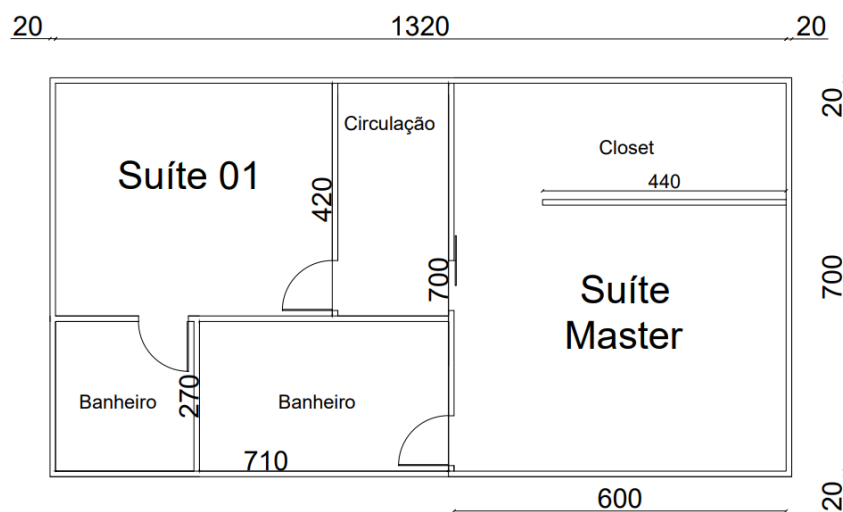 20 1320 20
Circulação
20
Closet
Suíte 01
440
420
700
700
Suíte
Master
Banheiro
270
Banheiro
710
600
20